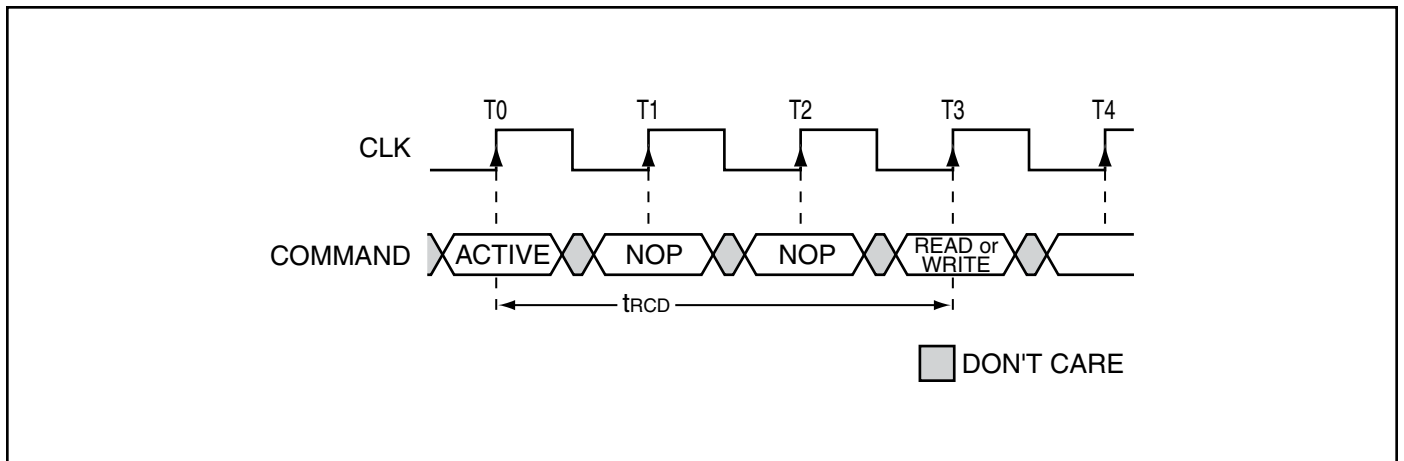 T0 T1 T2 T3 T4
CLK
COMMAND ACTIVE NOP NOP READ or
WRITE
tRCD
DON'T CARE